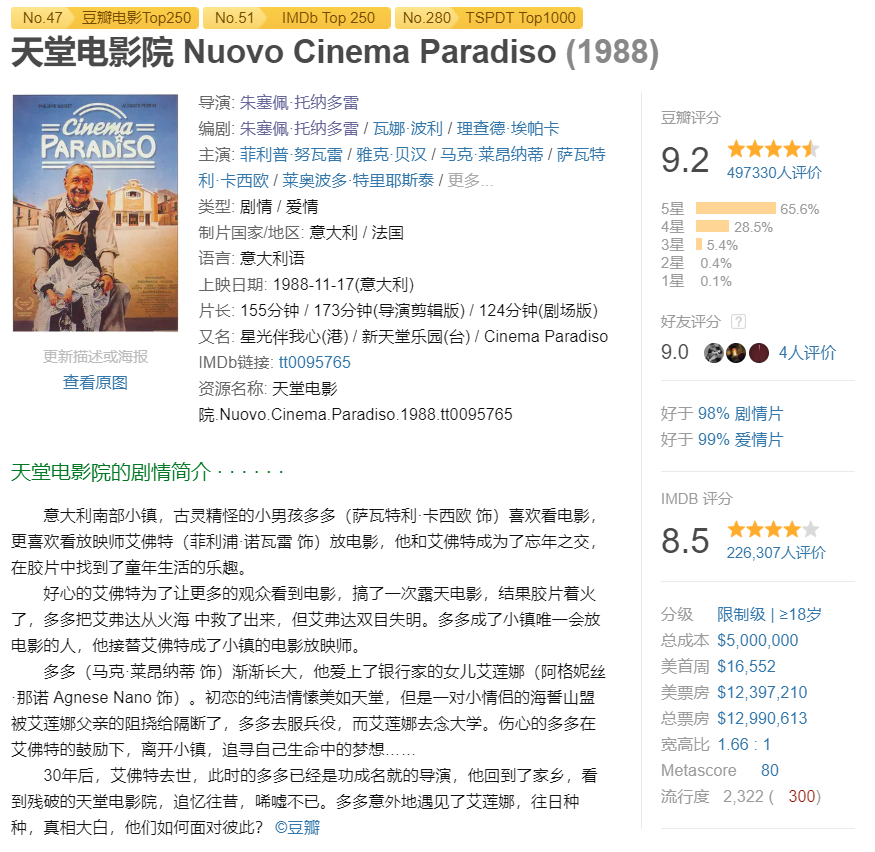 No.47 豆瓣电影Top250 No.51 IMDb Top 250 No.280 TSPDT Top1000
天堂电影院 Nuovo Cinema Paradiso (1988)
Cinema
PARADISO
更新描述或海报
查看原图
导演: 朱塞佩·托纳多雷
编剧: 朱塞佩·托纳多雷 / 瓦娜·波利 / 理查德·埃帕卡
主演: 菲利普·努瓦雷 / 雅克·贝汉 / 马克·莱昂纳蒂 / 萨瓦特
利·卡西欧 / 莱奥波多·特里耶斯泰 / 更多...
类型: 剧情 / 爱情
制片国家/地区: 意大利 / 法国
语言: 意大利语
上映日期: 1988-11-17(意大利)
片长: 155分钟 / 173分钟(导演剪辑版) / 124分钟(剧场版)
又名: 星光伴我心(港) / 新天堂乐园(台) / Cinema Paradiso
IMDb链接: tt0095765
资源名称: 天堂电影
院.Nuovo.Cinema.Paradiso.1988.tt0095765
天堂电影院的剧情简介 · · · · · ·
意大利南部小镇，古灵精怪的小男孩多多（萨瓦特利·卡西欧 饰）喜欢看电影，
更喜欢看放映师艾佛特（菲利浦·诺瓦雷 饰）放电影，他和艾佛特成为了忘年之交，
在胶片中找到了童年生活的乐趣。
好心的艾佛特为了让更多的观众看到电影，搞了一次露天电影，结果胶片着火
了，多多把艾弗达从火海 中救了出来，但艾弗达双目失明。多多成了小镇唯一会放
电影的人，他接替艾佛特成了小镇的电影放映师。
多多（马克·莱昂纳蒂 饰）渐渐长大，他爱上了银行家的女儿艾莲娜（阿格妮丝
·那诺 Agnese Nano 饰）。初恋的纯洁情愫美如天堂，但是一对小情侣的海誓山盟
被艾莲娜父亲的阻挠给隔断了，多多去服兵役，而艾莲娜去念大学。伤心的多多在
艾佛特的鼓励下，离开小镇，追寻自己生命中的梦想……
30年后，艾佛特去世，此时的多多已经是功成名就的导演，他回到了家乡，看
到残破的天堂电影院，追忆往昔，唏嘘不已。多多意外地遇见了艾莲娜，往日种
种，真相大白，他们如何面对彼此？ ©豆瓣
豆瓣评分
9.2
497330人评价
5星 65.6%
4星 28.5%
3星 5.4%
2星 0.4%
1星 0.1%
好友评分 ?
9.0 4人评价
好于 98% 剧情片
好于 99% 爱情片
IMDB 评分
8.5
226,307人评价
分级 限制级 | ≥18岁
总成本 $5,000,000
美首周 $16,552
美票房 $12,397,210
总票房 $12,990,613
宽高比 1.66 : 1
Metascore 80
流行度 2,322 ( 300)